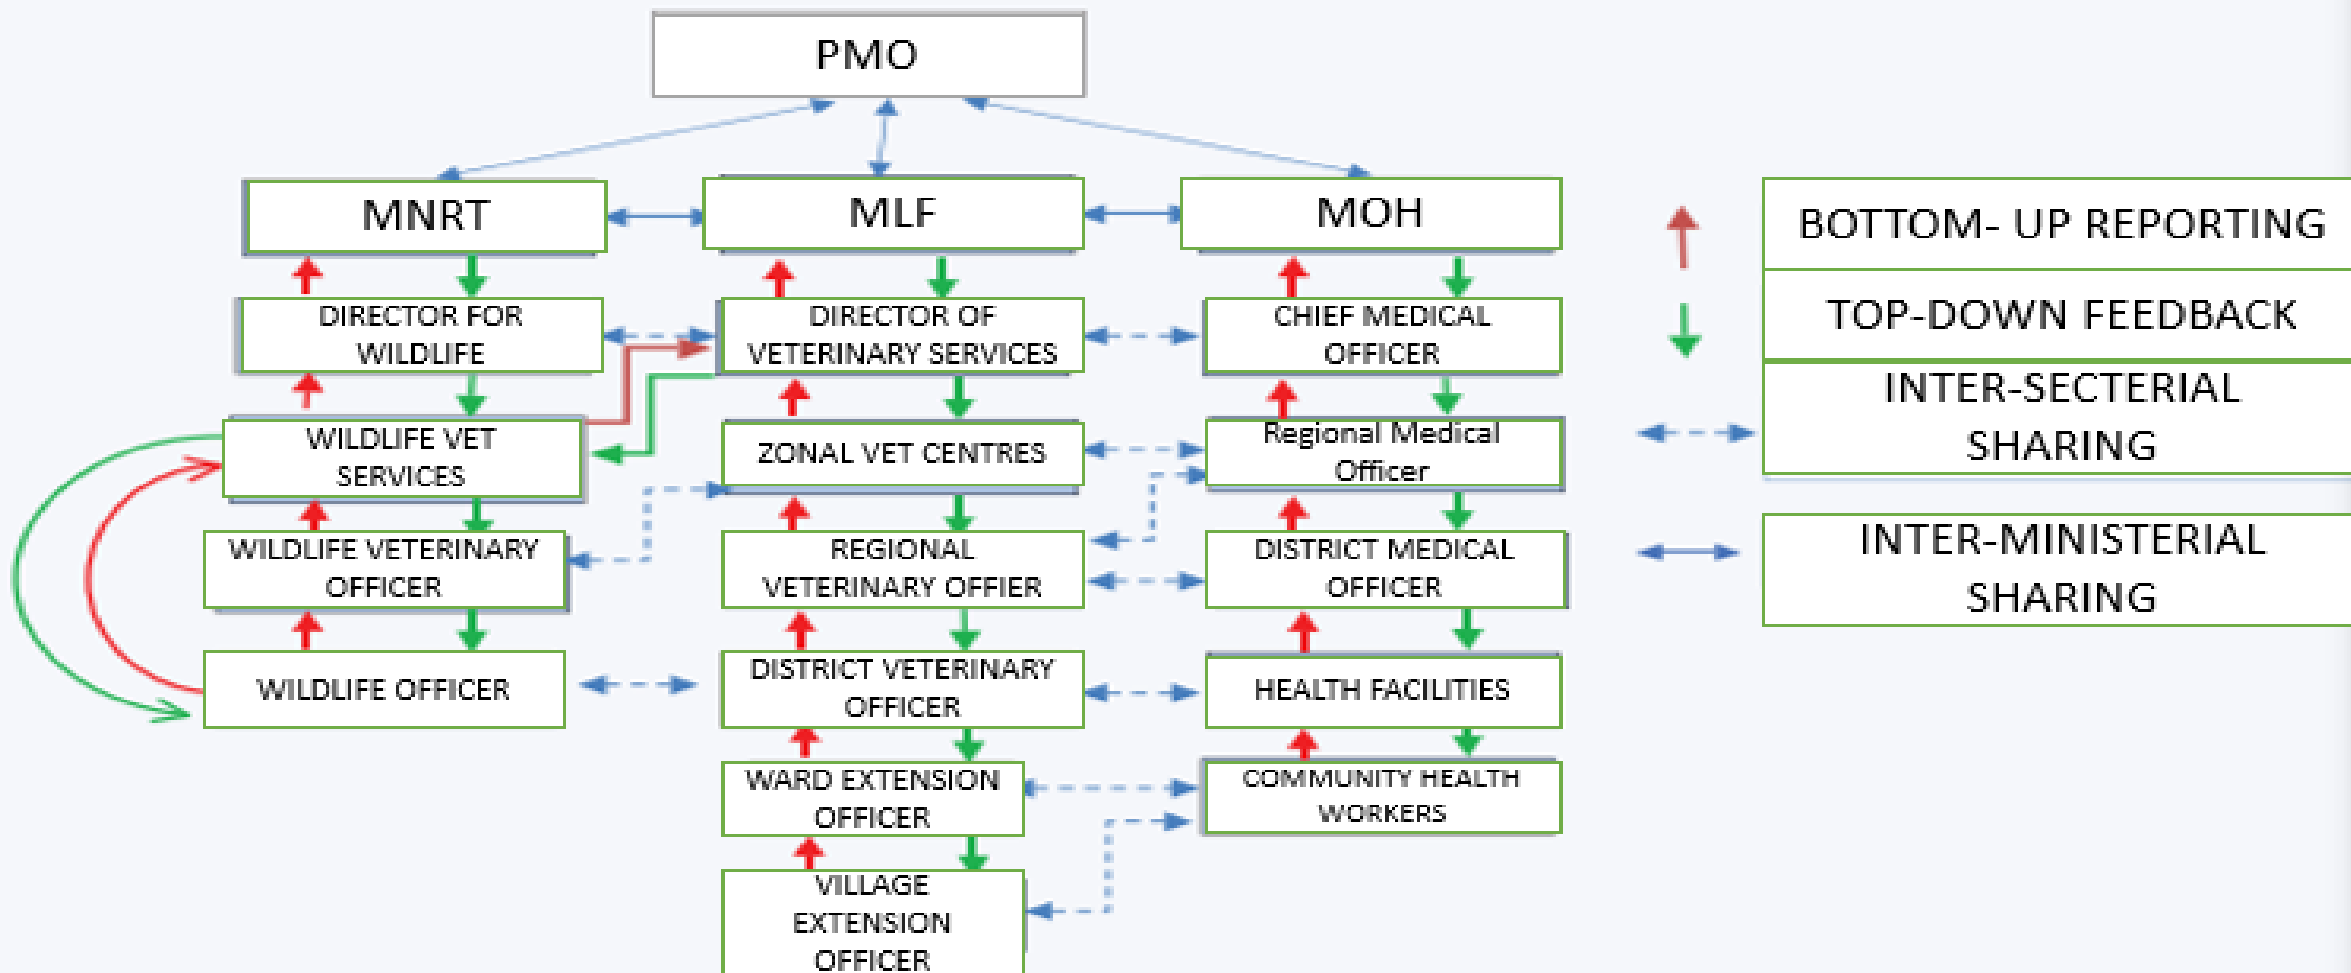 PMO
MNRT
MLF
MOH
DIRECTOR FOR
WILDLIFE
DIRECTOR OF
VETERINARY SERVICES
CHIEF MEDICAL
OFFICER
WILDLIFE VET
SERVICES
ZONAL VET CENTRES
Regional Medical
Officer
WILDLIFE VETERINARY
OFFICER
REGIONAL
VETERINARY OFFIER
DISTRICT MEDICAL
OFFICER
WILDLIFE OFFICER
DISTRICT VETERINARY
OFFICER
HEALTH FACILITIES
WARD EXTENSION
OFFICER
COMMUNITY HEALTH
WORKERS
VILLAGE
EXTENSION
OFFICER
BOTTOM- UP REPORTING
TOP-DOWN FEEDBACK
INTER-SECTERIAL
SHARING
INTER-MINISTERIAL
SHARING